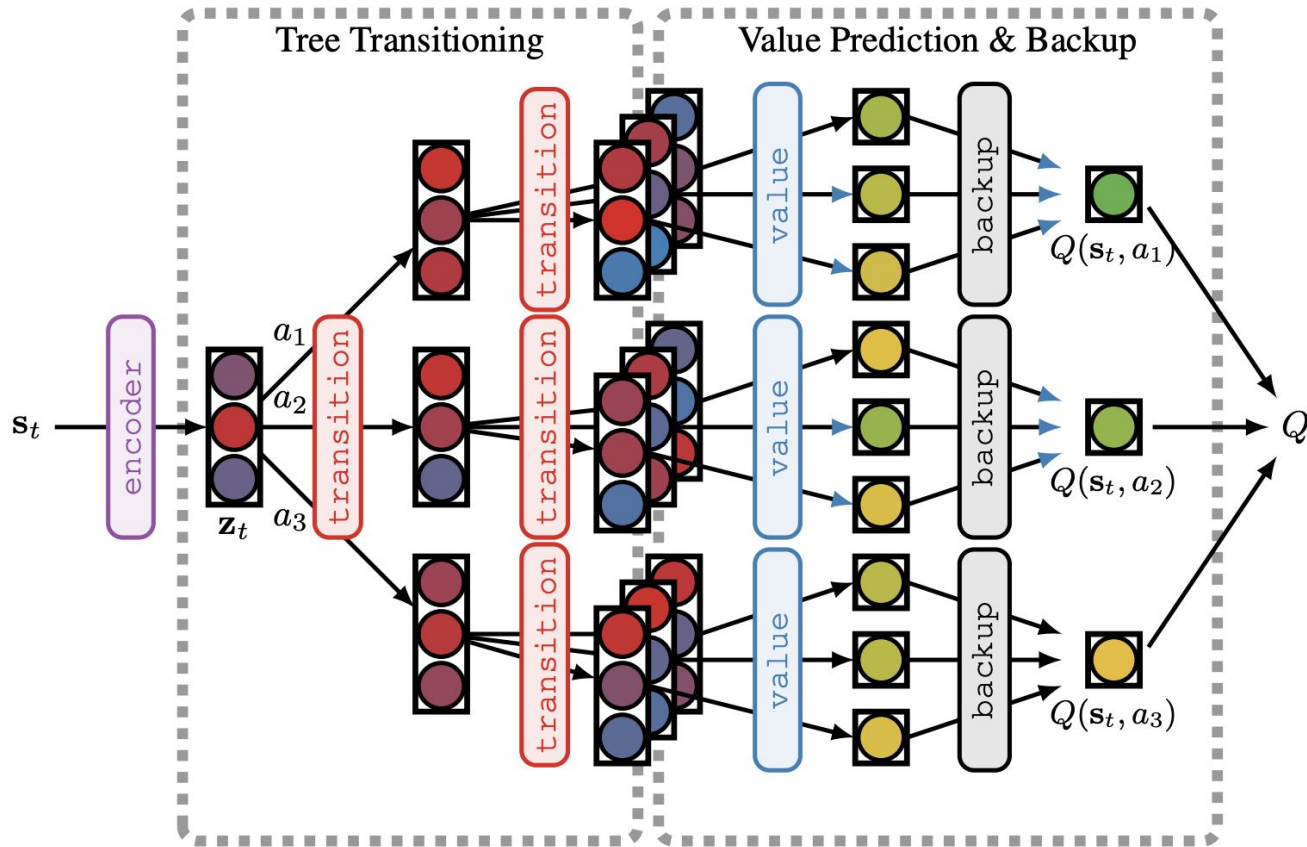 Tree Transitioning
Value Prediction & Backup
s_t
encoder
z_t
a_1
a_2
a_3
transition
transition
transition
transition
value
value
value
backup
backup
backup
Q(s_t, a_1)
Q(s_t, a_2)
Q(s_t, a_3)
Q